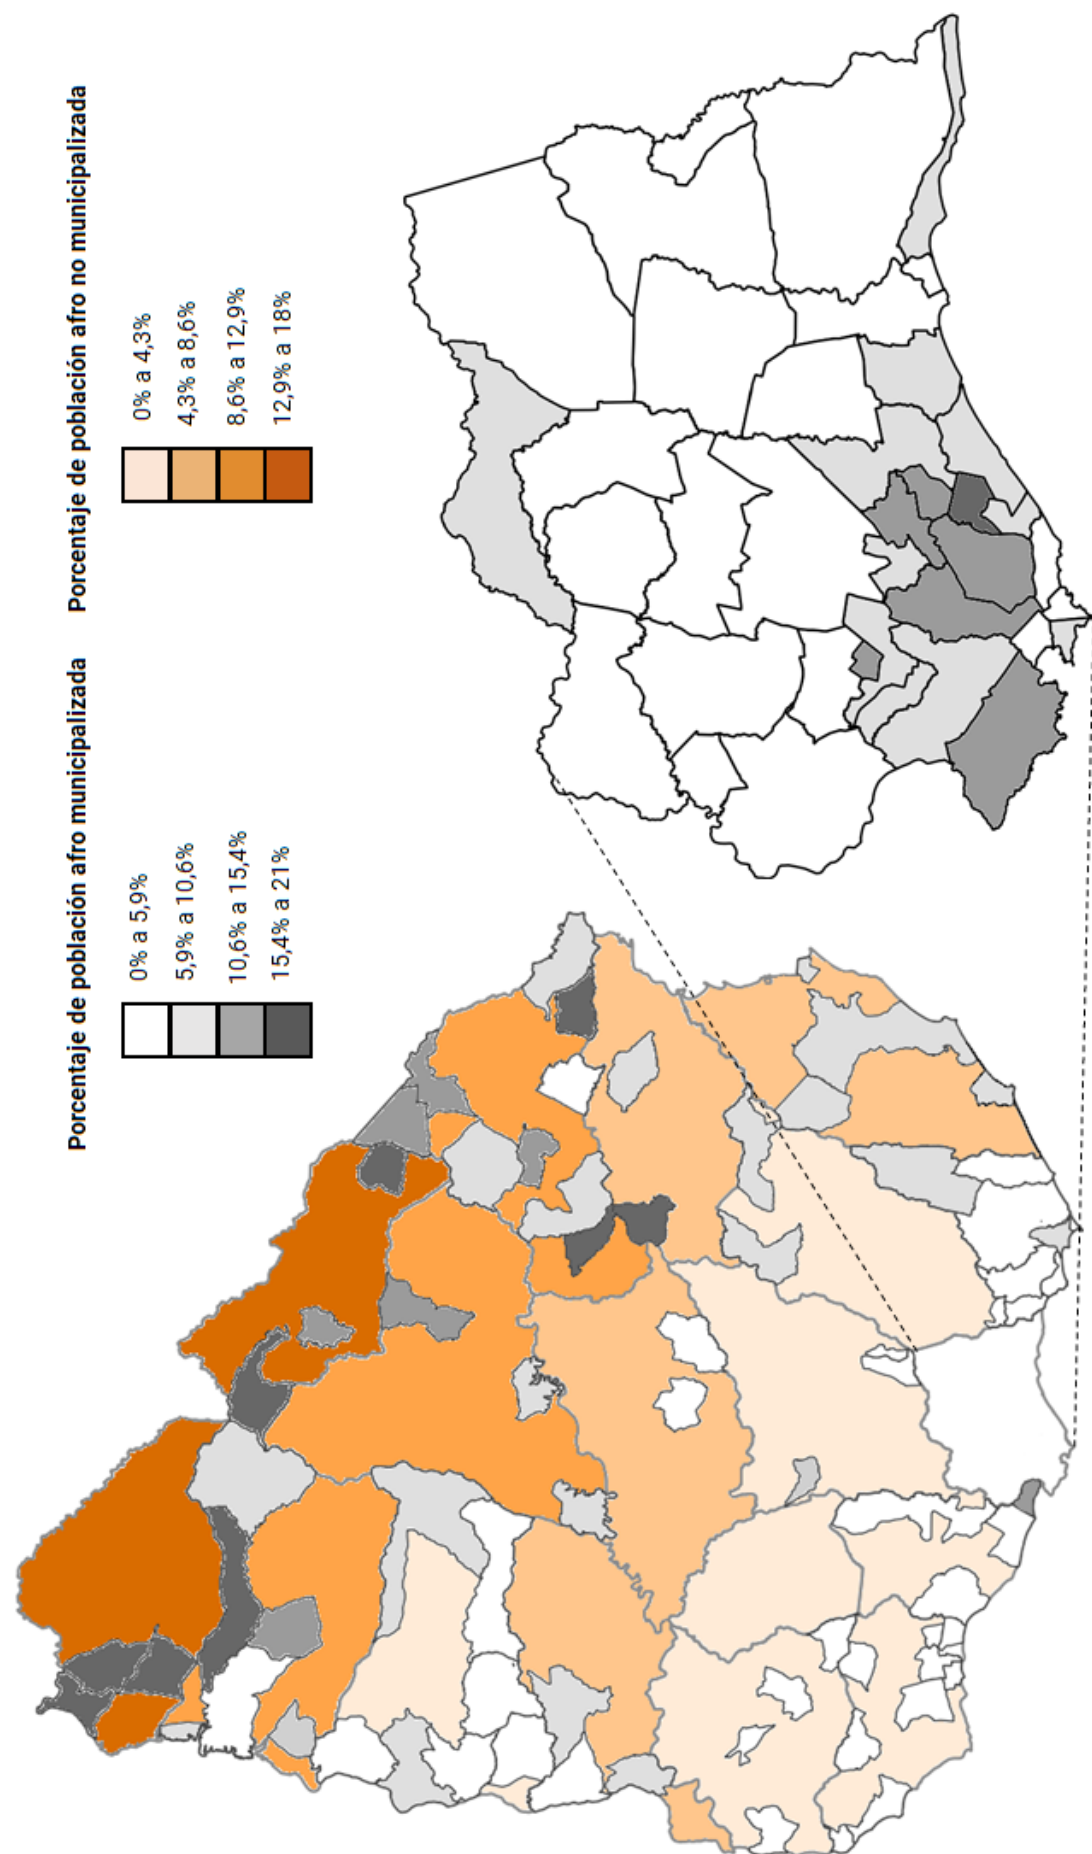 Porcentaje de población afro municipalizada
0% a 5,9%
5,9% a 10,6%
10,6% a 15,4%
15,4% a 21%
Porcentaje de población afro no municipalizada
0% a 4,3%
4,3% a 8,6%
8,6% a 12,9%
12,9% a 18%